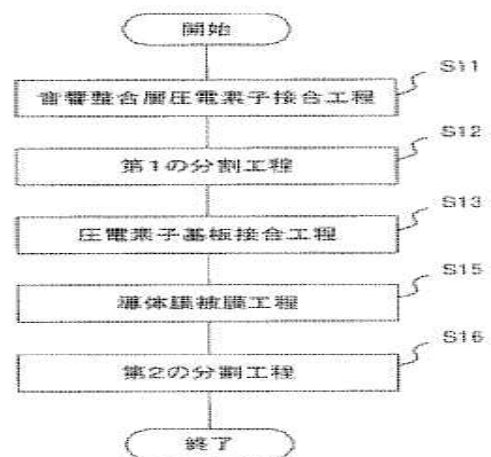 開始
S11
音響整合層圧電素子接合工程
S12
第1の分割工程
S13
圧電素子基板接合工程
S15
導体膜被膜工程
S16
第2の分割工程
終了